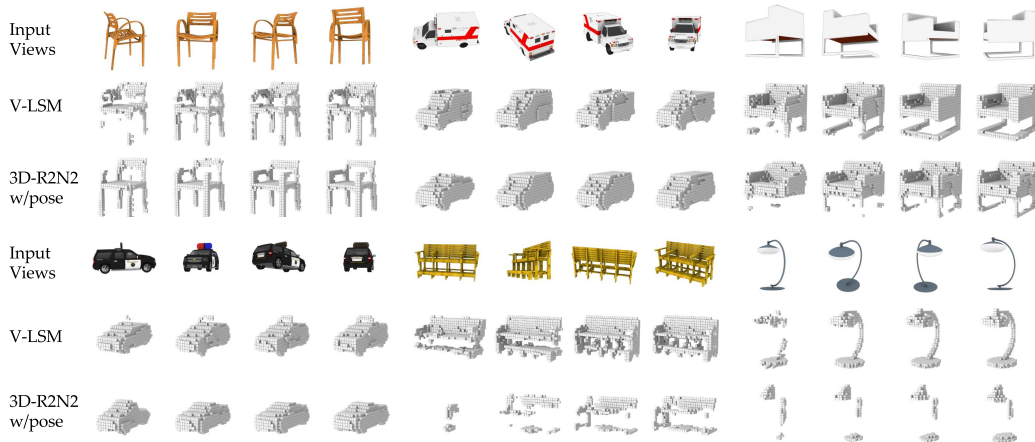 Input
Views
V-LSM
3D-R2N2
w/pose
Input
Views
V-LSM
3D-R2N2
w/pose